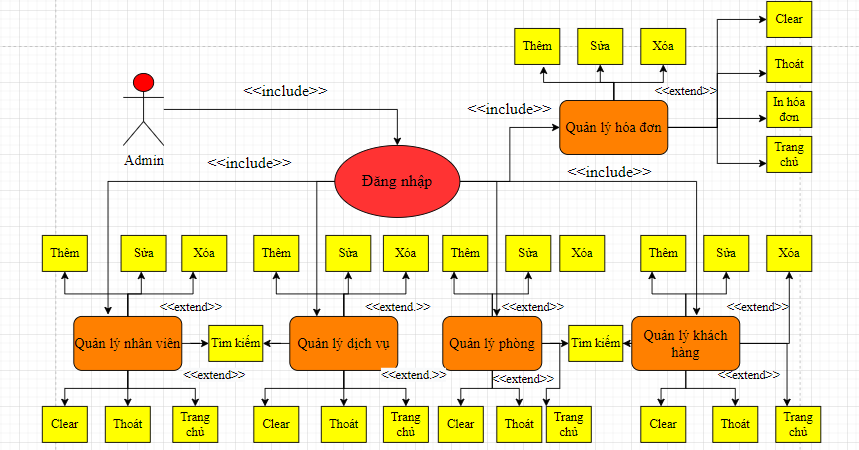 Clear
Thêm
Sửa
Xóa
Thoát
<<include>>
<<extend>>
In hóa
đơn
<<include>>
Quản lý hóa đơn
Admin
Trang
chủ
<<include>>
<<include>>
Đăng nhập
Thêm
Sửa
Xóa
Thêm
Sửa
Xóa
Thêm
Sửa
Xóa
Thêm
Sửa
Xóa
<<extend>>
<<extend.>>
<<extend>>
<<extend>>
Quản lý nhân viên
Tim kiếm
Quản lý dịch vụ
Quản lý phòng
Tim kiếm
Quản lý khách
hàng
<<extend>>
<<extend.>>
<<extend>>
<<extend>>
Clear
Thoát
Trang
chủ
Clear
Thoát
Trang
chủ
Clear
Thoát
Trang
chủ
Clear
Thoát
Trang
chủ